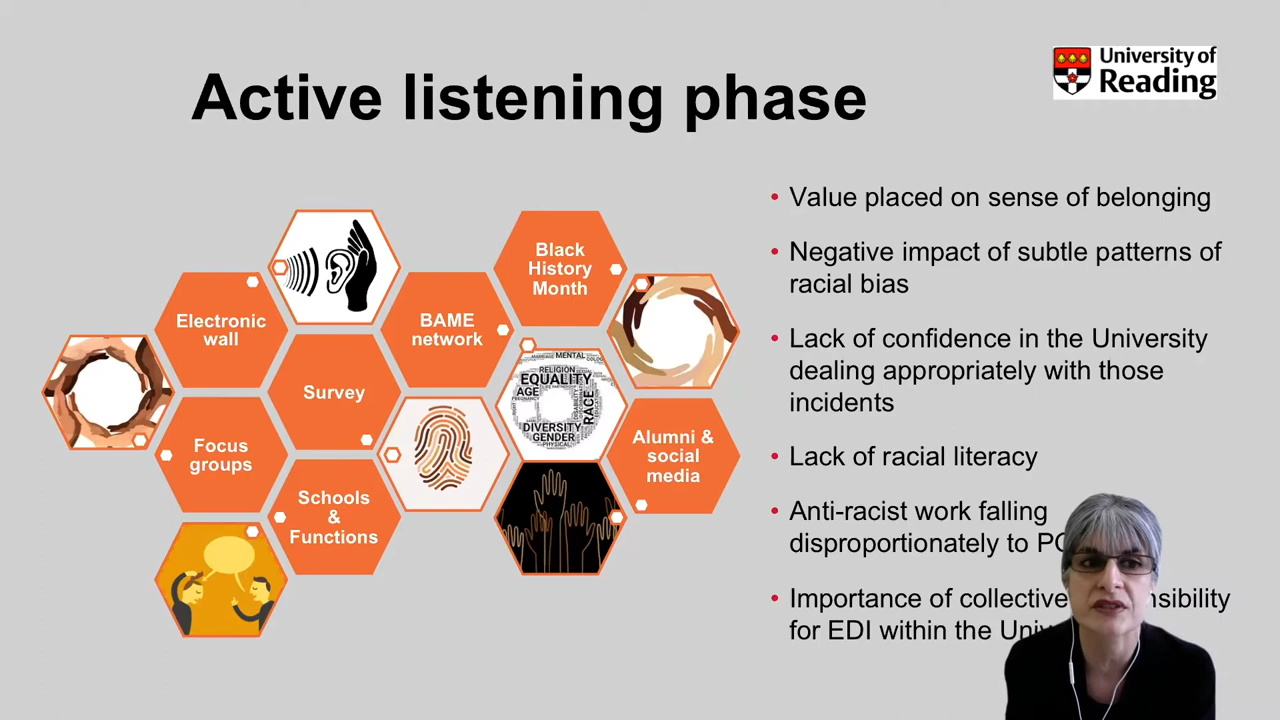 Active listening phase
University of
Reading
Electronic
wall
Survey
Focus
groups
Schools
&
Functions
BAME
network
Black
History
Month
MENTAL
RELIGION
EQUALITY
AGE
RACE
DIVERSITY
GENDER
PHYSICAL
Alumni &
social
media
• Value placed on sense of belonging
• Negative impact of subtle patterns of
racial bias
• Lack of confidence in the University
dealing appropriately with those
incidents
• Lack of racial literacy
• Anti-racist work falling
disproportionately to
• Importance of collective
for EDI within the